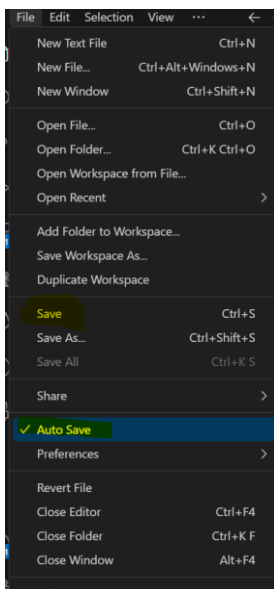 File Edit Selection View ...
New Text File Ctrl+N
New File... Ctrl+Alt+Windows+N
New Window Ctrl+Shift+N
Open File... Ctrl+O
Open Folder... Ctrl+K Ctrl+O
Open Workspace from File...
Open Recent
Add Folder to Workspace...
Save Workspace As...
Duplicate Workspace
Save Ctrl+S
Save As... Ctrl+Shift+S
Save All Ctrl+K S
Share
Auto Save
Preferences
Revert File
Close Editor Ctrl+F4
Close Folder Ctrl+K F
Close Window Alt+F4